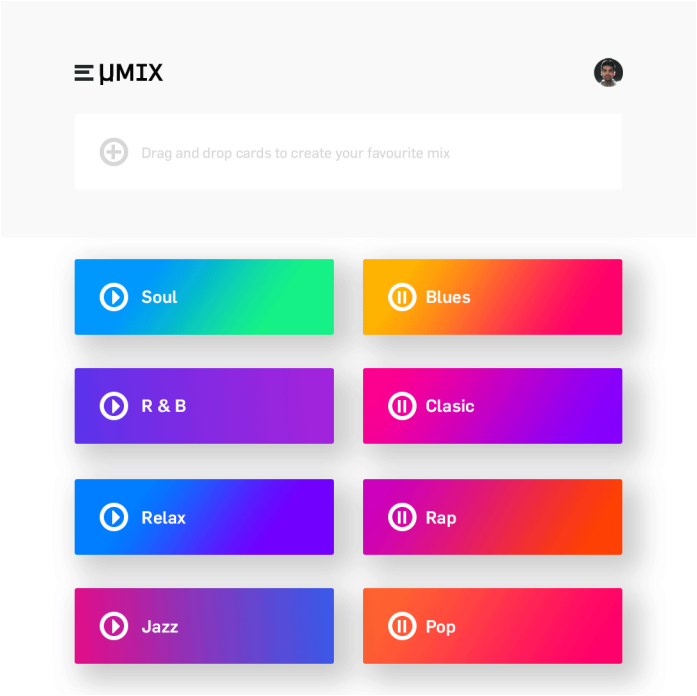 µMIX
Drag and drop cards to create your favourite mix
Soul
Blues
R & B
Clasic
Relax
Rap
Jazz
Pop